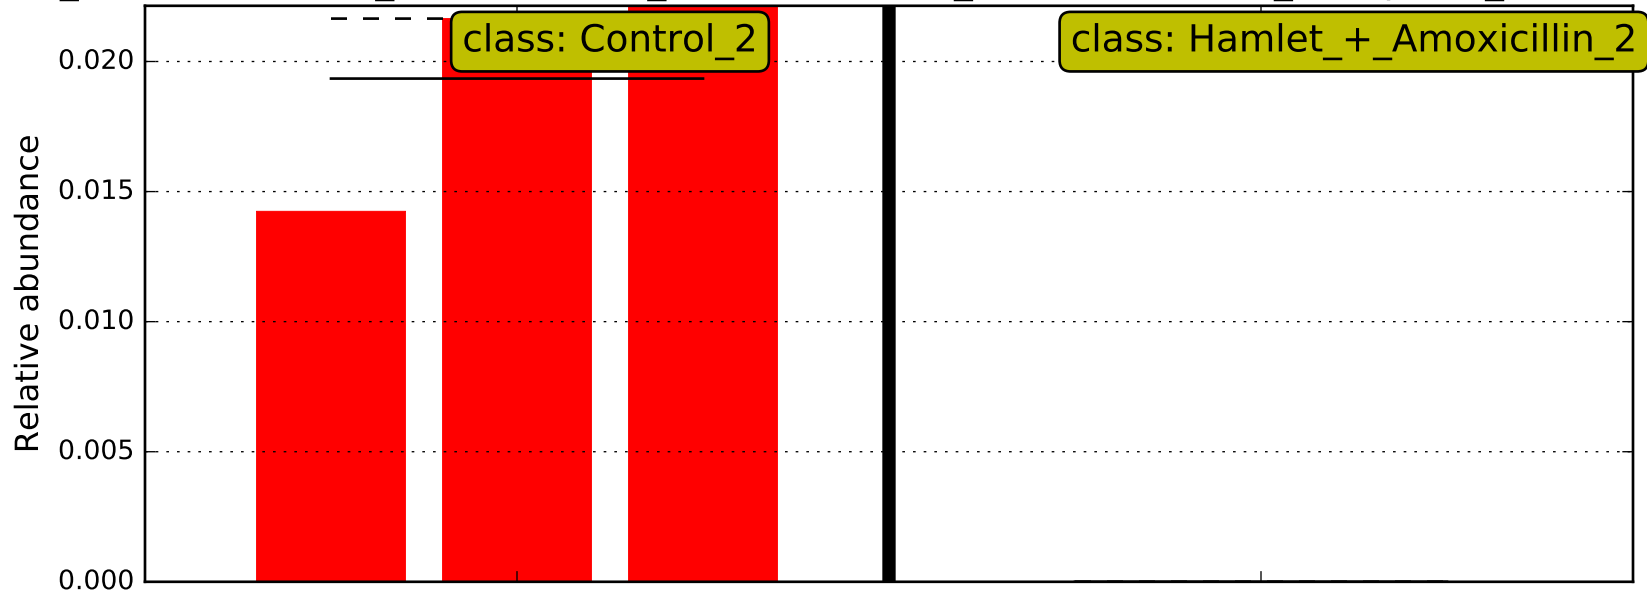 class: Control_2
class: Hamlet_+_Amoxicillin_2
Relative abundance
0.020
0.015
0.010
0.005
0.000